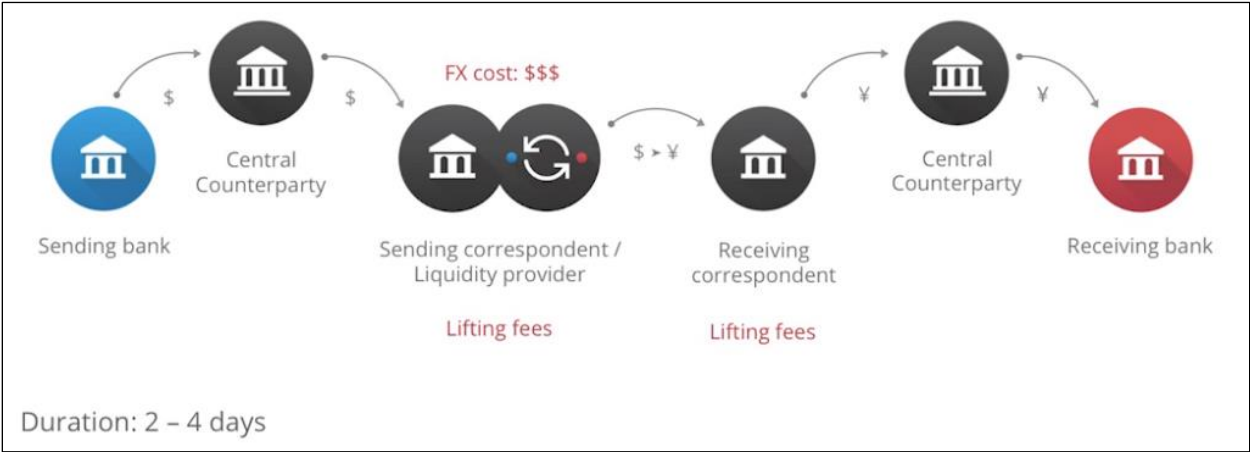 FX cost: $$$
$
$
$ ➤ ¥
¥
¥
Central
Counterparty
Central
Counterparty
Sending bank
Sending correspondent /
Liquidity provider
Receiving
correspondent
Receiving bank
Lifting fees
Lifting fees
Duration: 2 – 4 days